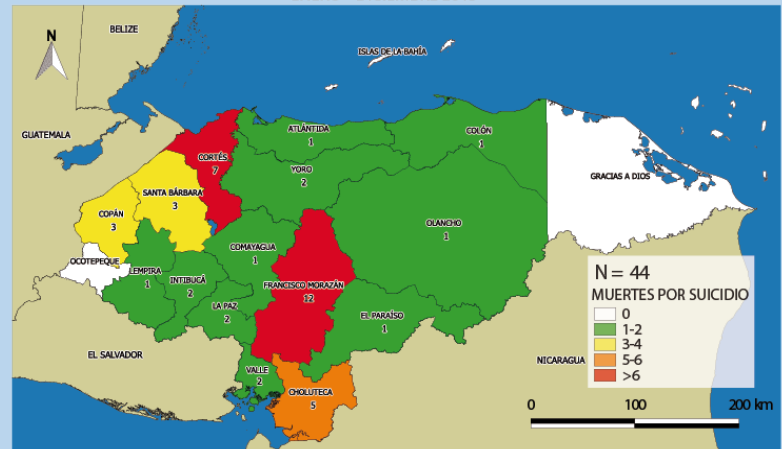 N
BELIZE
ISLAS DE LA BAHÍA
GUATEMALA
ATLÁNTIDA
1
COLÓN
1
CORTÉS
7
YORO
2
GRACIAS A DIOS
SANTA BÁRBARA
3
COPÁN
3
OLANCHO
1
COMAYAGUA
1
OCOTEPEQUE
LEMPIRA
1
INTIBUCÁ
2
FRANCISCO MORAZÁN
12
LA PAZ
2
EL PARAÍSO
1
EL SALVADOR
VALLE
2
CHOLUTECA
5
NICARAGUA
N = 44
MUERTES POR SUICIDIO
0
1-2
3-4
5-6
>6
0 100 200 km